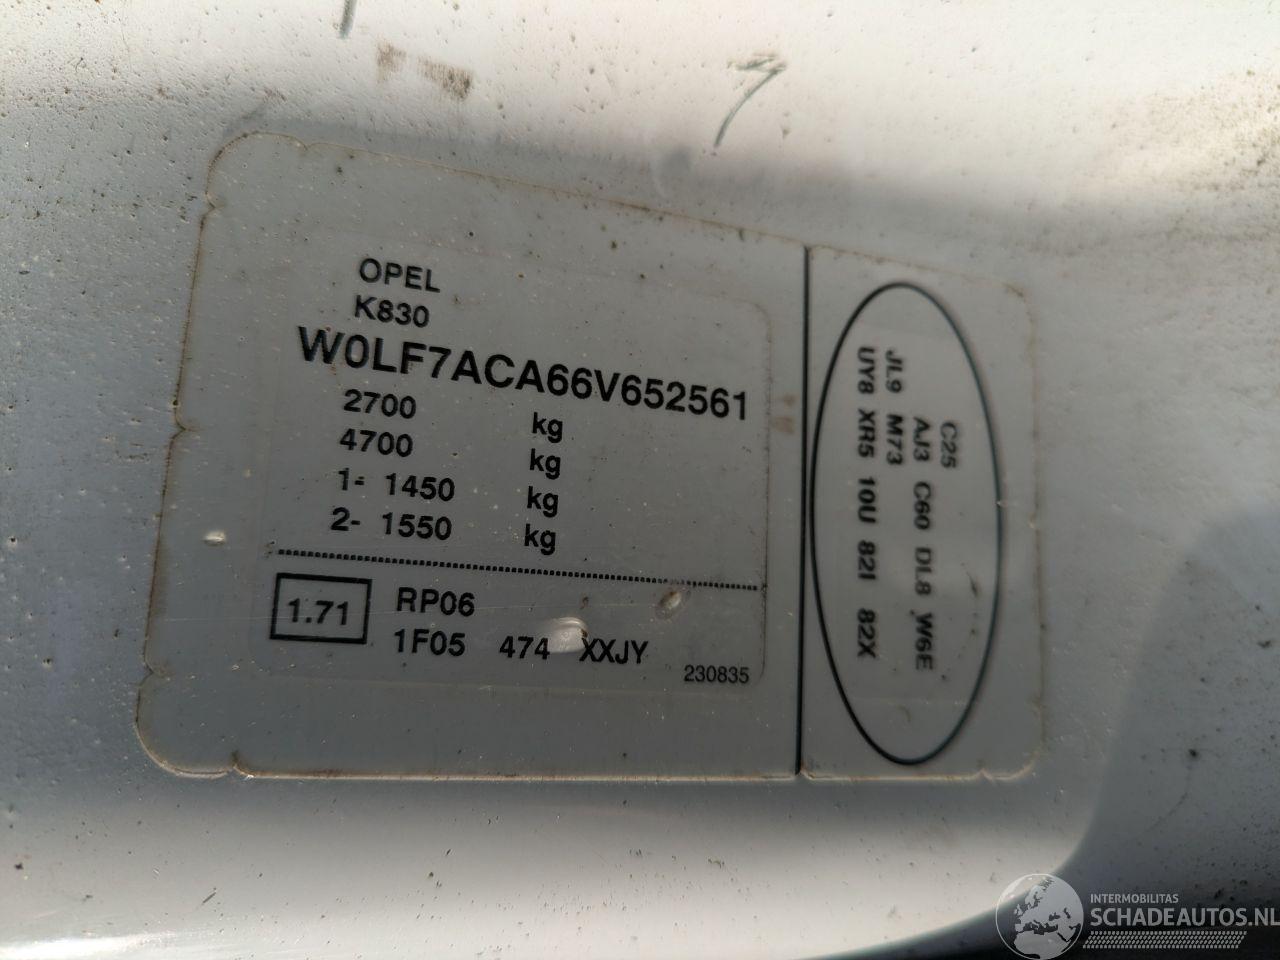 OPEL
K830
W0LF7ACA66V652561
2700 kg
4700 kg
1- 1450 kg
2- 1550 kg
1.71 RP06
1F05 474 XXJY
230835
C25
AJ3 C60 DL8 W6E
JL9 M73
UY8 XR5 10U 82I 82X
INTERMOBILITAS
SCHADEAUTOS.NL